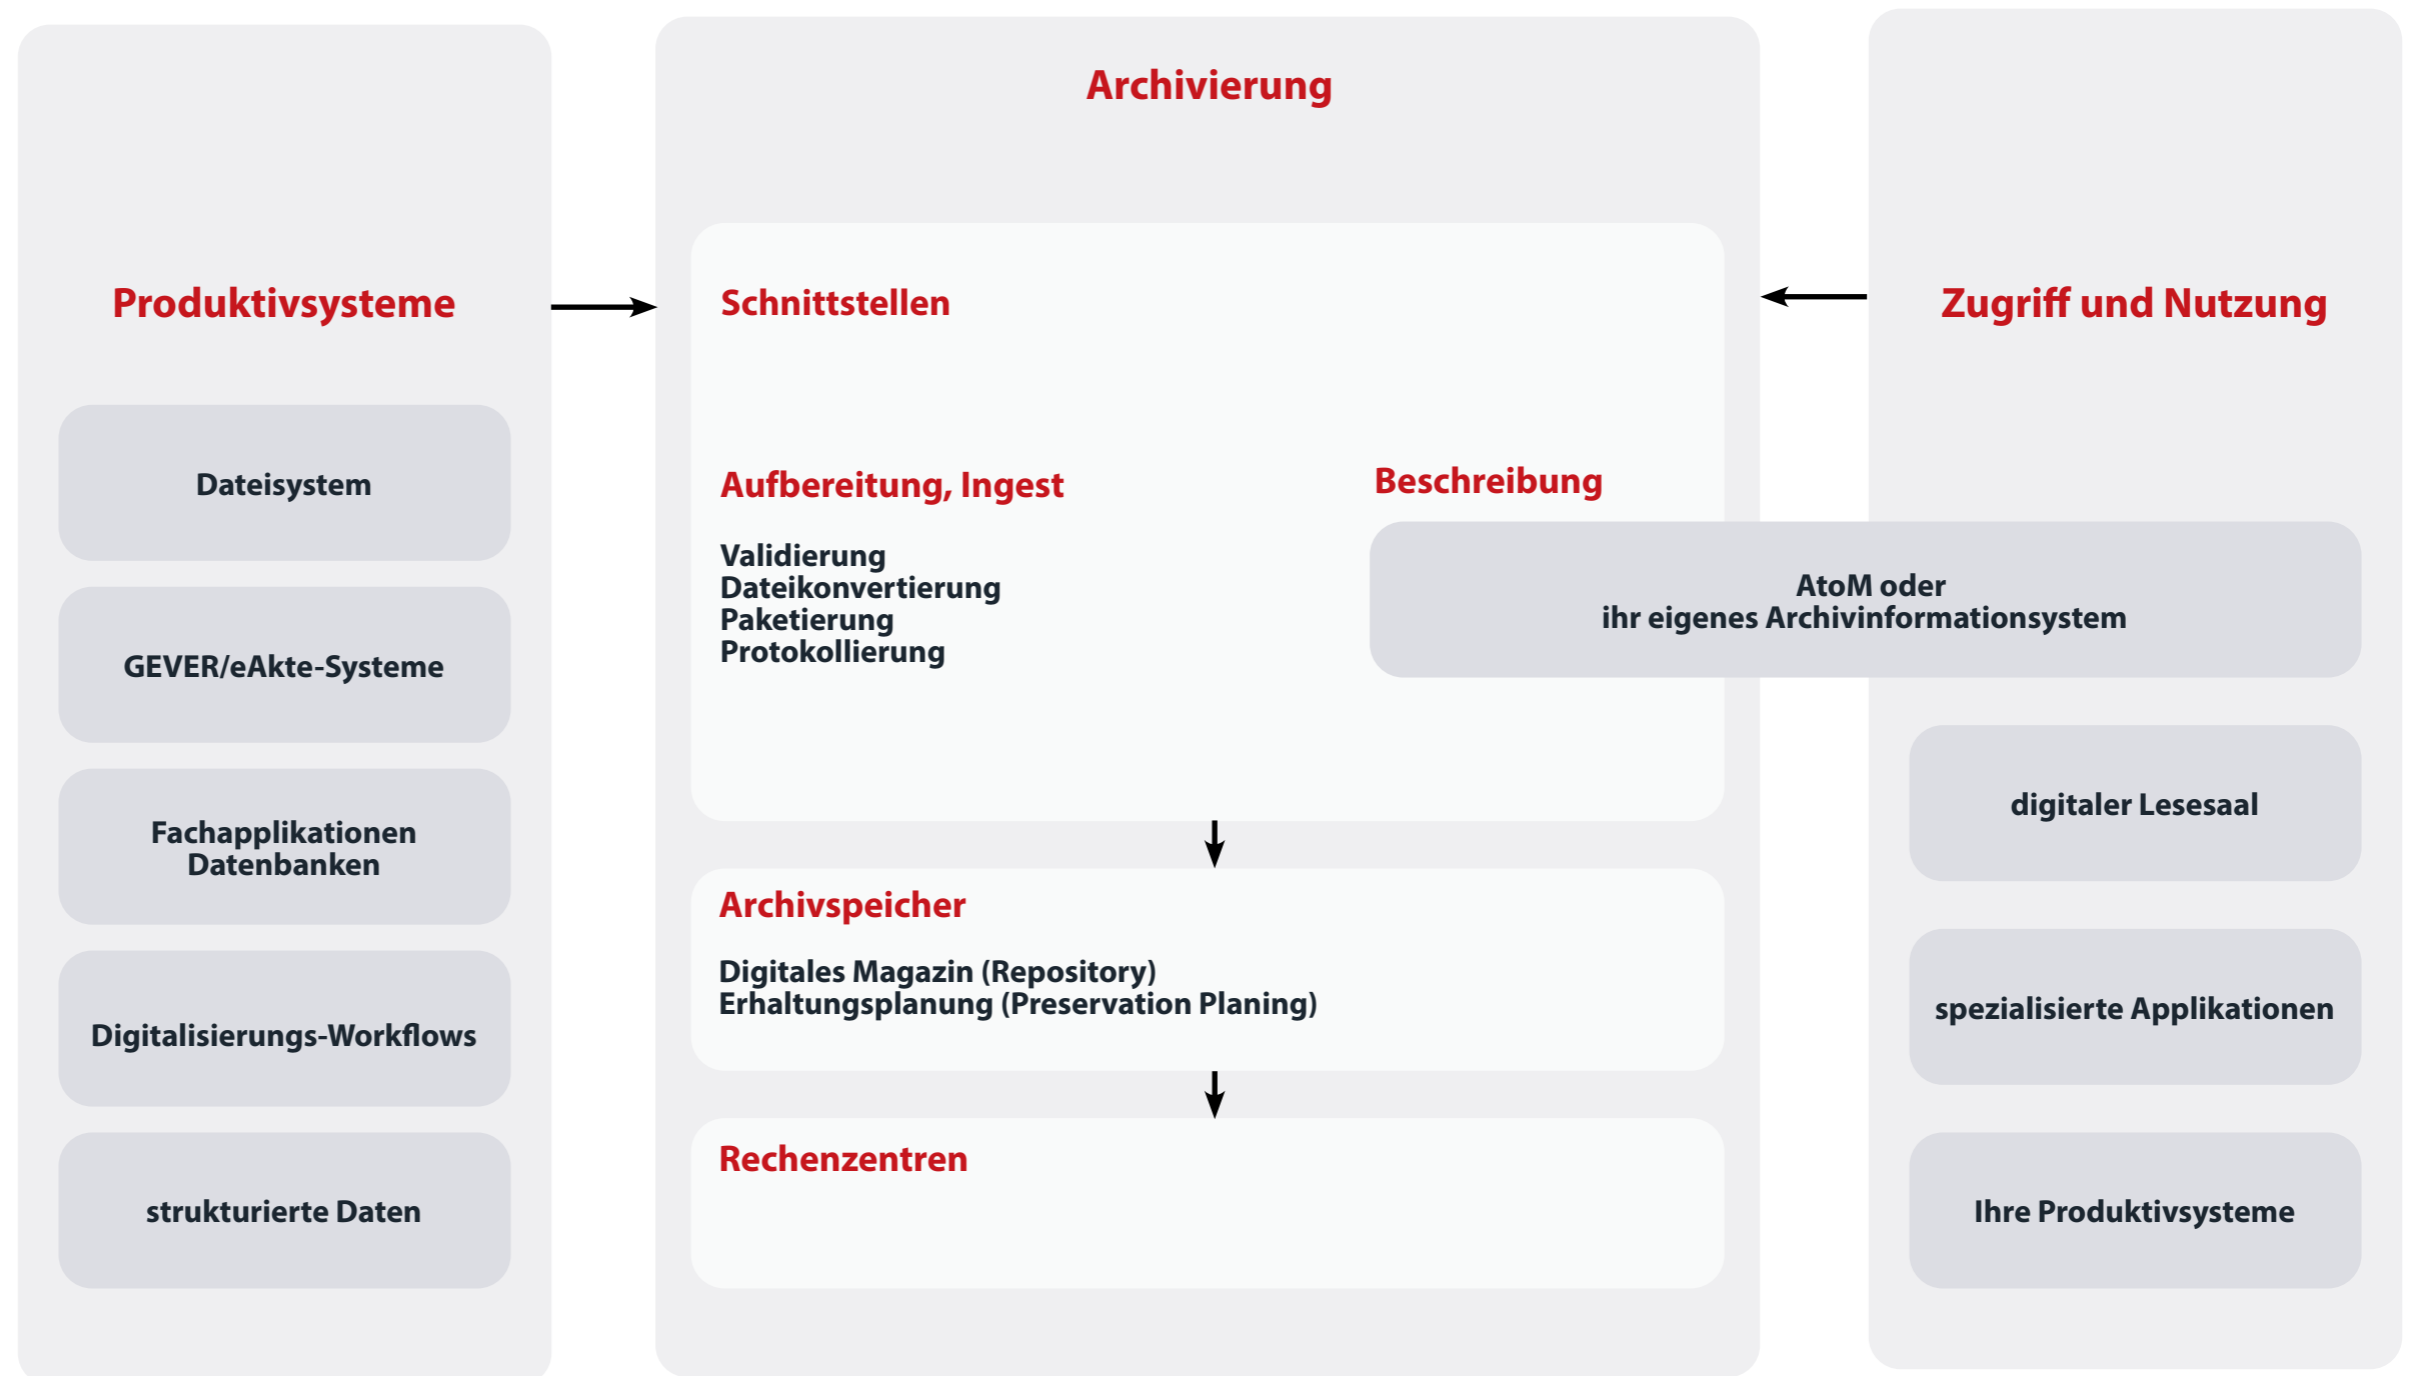 Produktivsysteme
Dateisystem
GEVER/eAkte-Systeme
Fachapplikationen
Datenbanken
Digitalisierungs-Workflows
strukturierte Daten
Archivierung
Schnittstellen
Aufbereitung, Ingest
Validierung
Dateikonvertierung
Paketierung
Protokollierung
Beschreibung
AtoM oder
ihr eigenes Archivinformationsystem
Archivspeicher
Digitales Magazin (Repository)
Erhaltungsplanung (Preservation Planing)
Rechenzentren
Zugriff und Nutzung
digitaler Lesesaal
spezialisierte Applikationen
Ihre Produktivsysteme